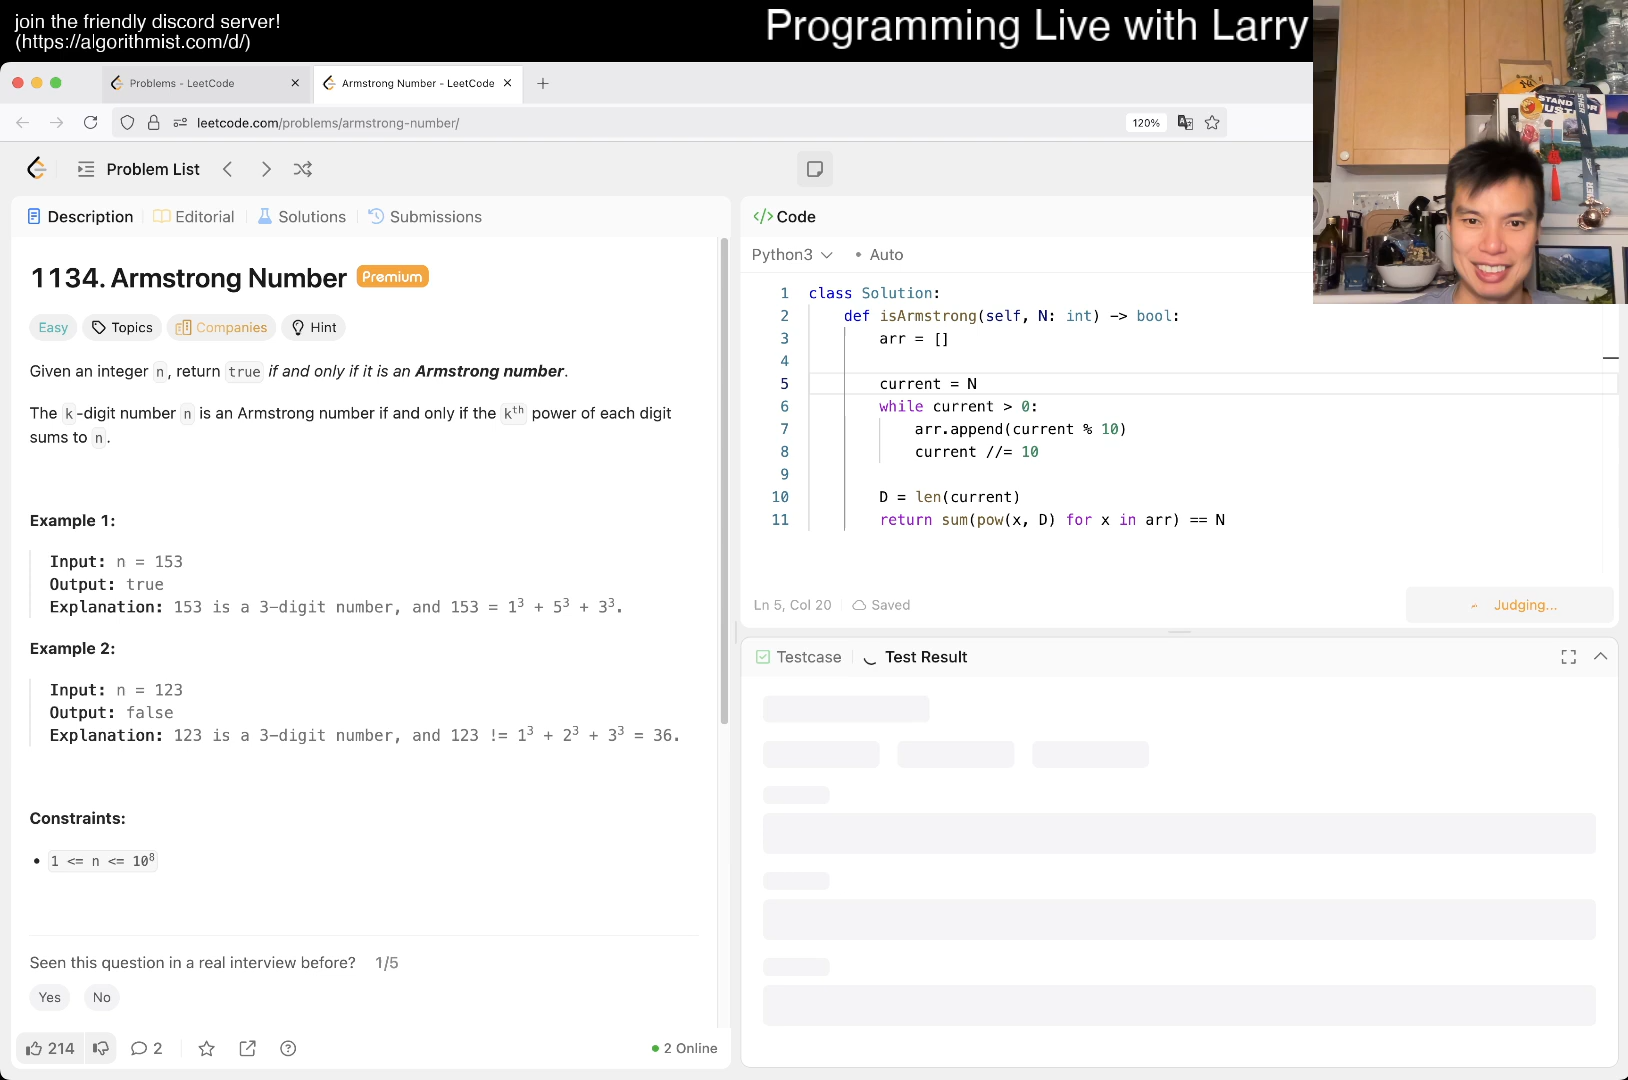 join the friendly discord server!
(https://algorithmist.com/d/)
Programming Live with Larry
Problems - LeetCode
Armstrong Number - LeetCode
leetcode.com/problems/armstrong-number/
120%
Problem List
Description
Editorial
Solutions
Submissions
1134. Armstrong Number
Premium
Easy
Topics
Companies
Hint
Given an integer n, return true if and only if it is an Armstrong number.
The k-digit number n is an Armstrong number if and only if the kᵗʰ power of each digit
sums to n.
Example 1:
Input: n = 153
Output: true
Explanation: 153 is a 3-digit number, and 153 = 1³ + 5³ + 3³.
Example 2:
Input: n = 123
Output: false
Explanation: 123 is a 3-digit number, and 123 != 1³ + 2³ + 3³ = 36.
Constraints:
1 <= n <= 10⁸
Seen this question in a real interview before? 1/5
Yes
No
214
2
2 Online
</> Code
Python3
Auto
1 class Solution:
2 def isArmstrong(self, N: int) -> bool:
3 arr = []
4
5 current = N
6 while current > 0:
7 arr.append(current % 10)
8 current //= 10
9
10 D = len(current)
11 return sum(pow(x, D) for x in arr) == N
Ln 5, Col 20
Saved
Judging...
Testcase
Test Result
STAND